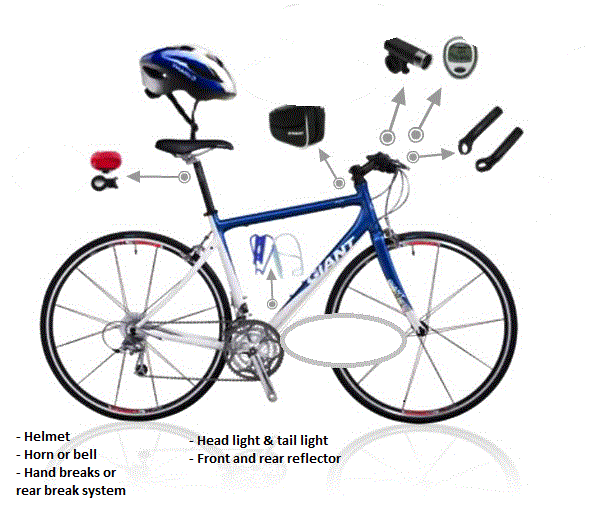 GIANT
- Helmet
- Horn or bell
- Hand breaks or
rear break system
- Head light & tail light
- Front and rear reflector